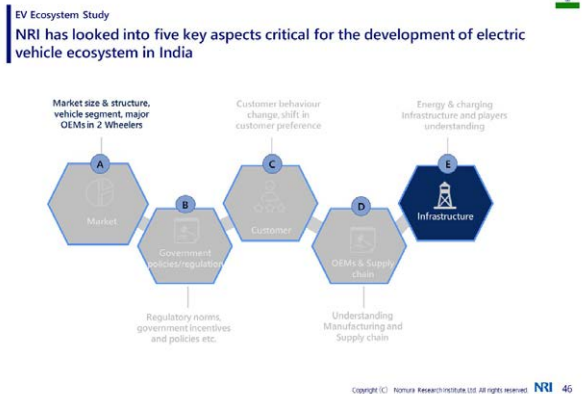 EV Ecosystem Study
NRI has looked into five key aspects critical for the development of electric
vehicle ecosystem in India
Market size & structure,
vehicle segment, major
OEMs in 2 Wheelers
Customer behaviour
change, shift in
customer preference
Energy & charging
Infrastructure and players
understanding
A
Market
B
Government
policies/regulation
C
Customer
D
OEMs & Supply
chain
E
Infrastructure
Regulatory norms,
government incentives
and policies etc.
Understanding
Manufacturing and
Supply chain
Copyright (C) Nomura Research Institute, Ltd. All rights reserved. NRI 46